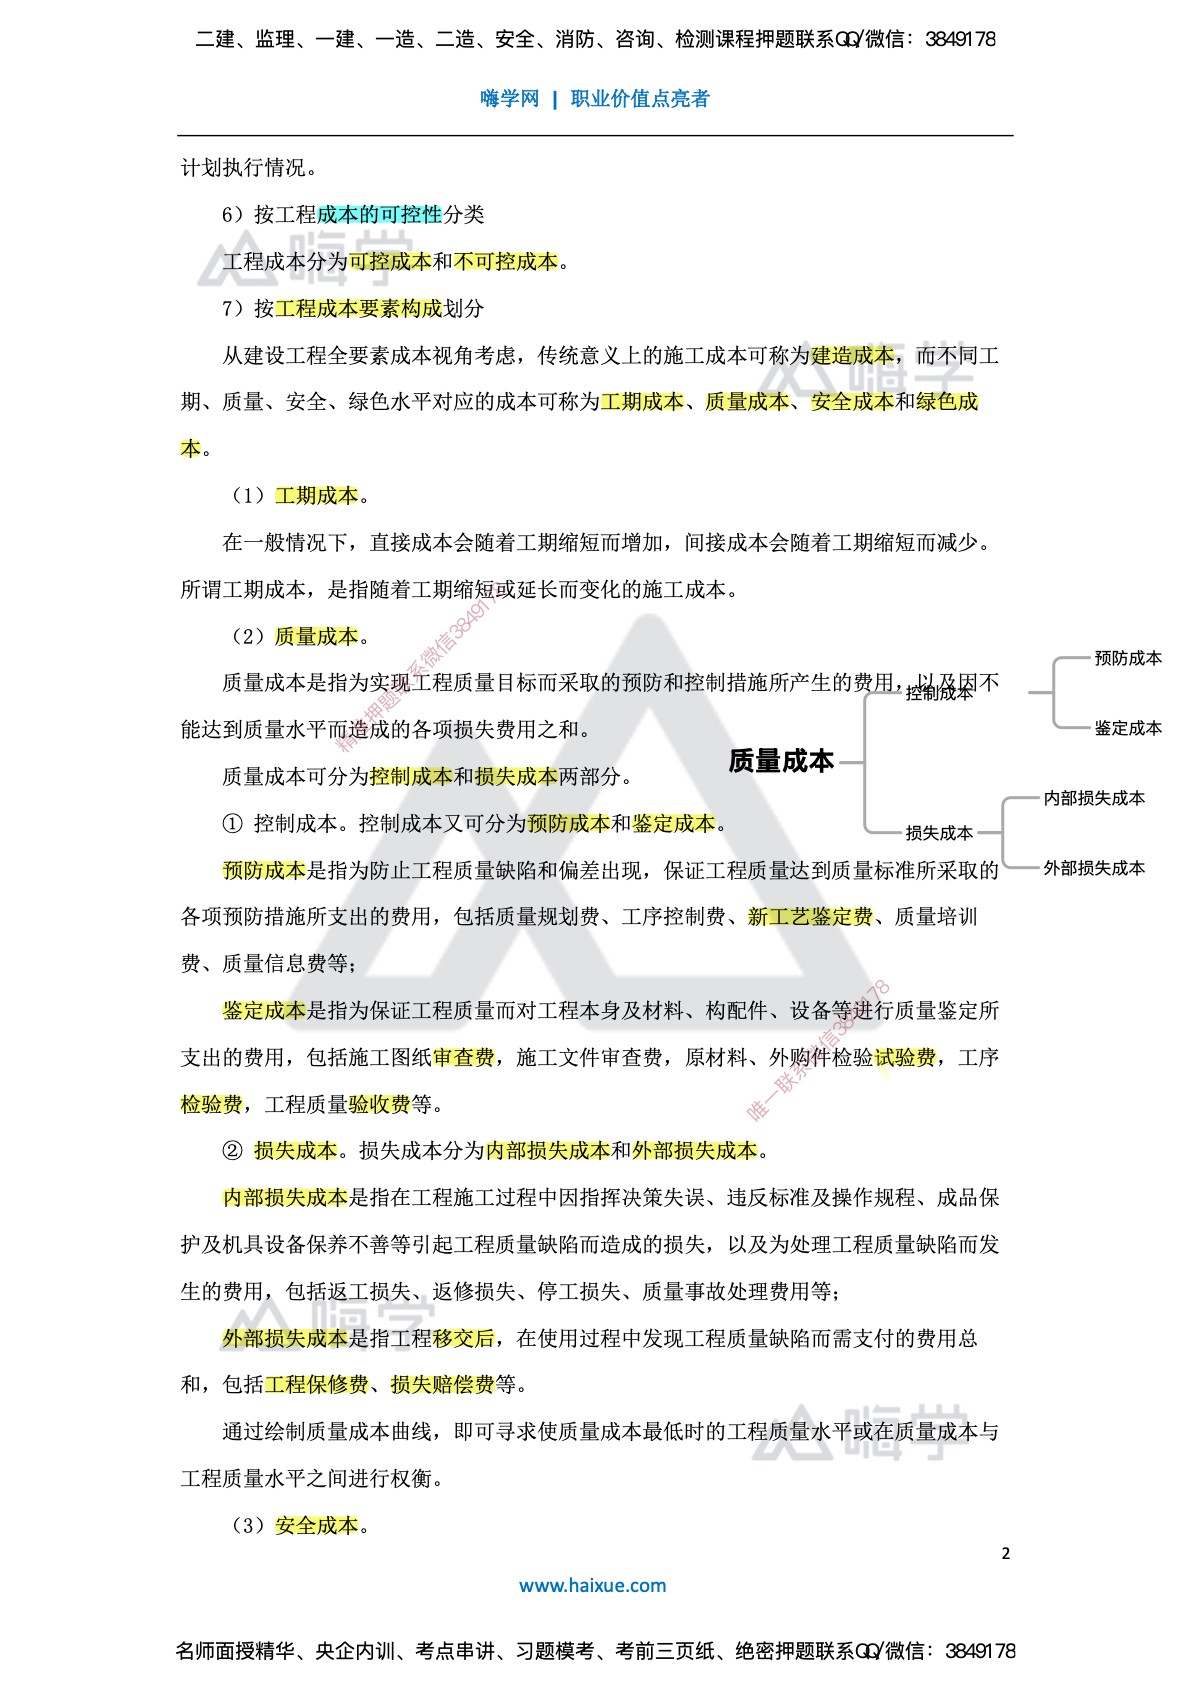 二建、监理、一建、一造、二造、安全、消防、咨询、检测课程押题联系QQ/微信：3849178
嗨学网 | 职业价值点亮者
计划执行情况。
6）按工程成本的可控性分类
工程成本分为可控成本和不可控成本。
7）按工程成本要素构成划分
从建设工程全要素成本视角考虑，传统意义上的施工成本可称为建造成本，而不同工
期、质量、安全、绿色水平对应的成本可称为工期成本、质量成本、安全成本和绿色成
本。
（1）工期成本。
在一般情况下，直接成本会随着工期缩短而增加，间接成本会随着工期缩短而减少。
所谓工期成本，是指随着工期缩短或延长而变化的施工成本。
（2）质量成本。
质量成本是指为实现工程质量目标而采取的预防和控制措施所产生的费用，以及因不
能达到质量水平而造成的各项损失费用之和。
质量成本可分为控制成本和损失成本两部分。
① 控制成本。控制成本又可分为预防成本和鉴定成本。
预防成本是指为防止工程质量缺陷和偏差出现，保证工程质量达到质量标准所采取的
各项预防措施所支出的费用，包括质量规划费、工序控制费、新工艺鉴定费、质量培训
费、质量信息费等；
鉴定成本是指为保证工程质量而对工程本身及材料、构配件、设备等进行质量鉴定所
支出的费用，包括施工图纸审查费，施工文件审查费，原材料、外购件检验试验费，工序
检验费，工程质量验收费等。
② 损失成本。损失成本分为内部损失成本和外部损失成本。
内部损失成本是指在工程施工过程中因指挥决策失误、违反标准及操作规程、成品保
护及机具设备保养不善等引起工程质量缺陷而造成的损失，以及为处理工程质量缺陷而发
生的费用，包括返工损失、返修损失、停工损失、质量事故处理费用等；
外部损失成本是指工程移交后，在使用过程中发现工程质量缺陷而需支付的费用总
和，包括工程保修费、损失赔偿费等。
通过绘制质量成本曲线，即可寻求使质量成本最低时的工程质量水平或在质量成本与
工程质量水平之间进行权衡。
（3）安全成本。
质量成本
控制成本
预防成本
鉴定成本
损失成本
内部损失成本
外部损失成本
嗨学
嗨学
嗨学
嗨学
精准押题联系微信3849178
唯一联系微信3849178
2
www.haixue.com
名师面授精华、央企内训、考点串讲、习题模考、考前三页纸、绝密押题联系QQ/微信：3849178